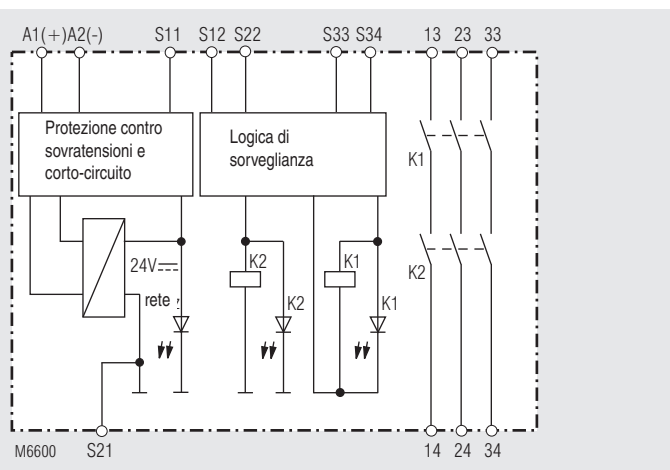 A1(+) A2(-) S11 S12 S22 S33 S34 13 23 33
Protezione contro
sovratensioni e
corto-circuito
Logica di
sorveglianza
K1
24V
K2 K1 K2
rete
K2 K1
M6600 S21 14 24 34